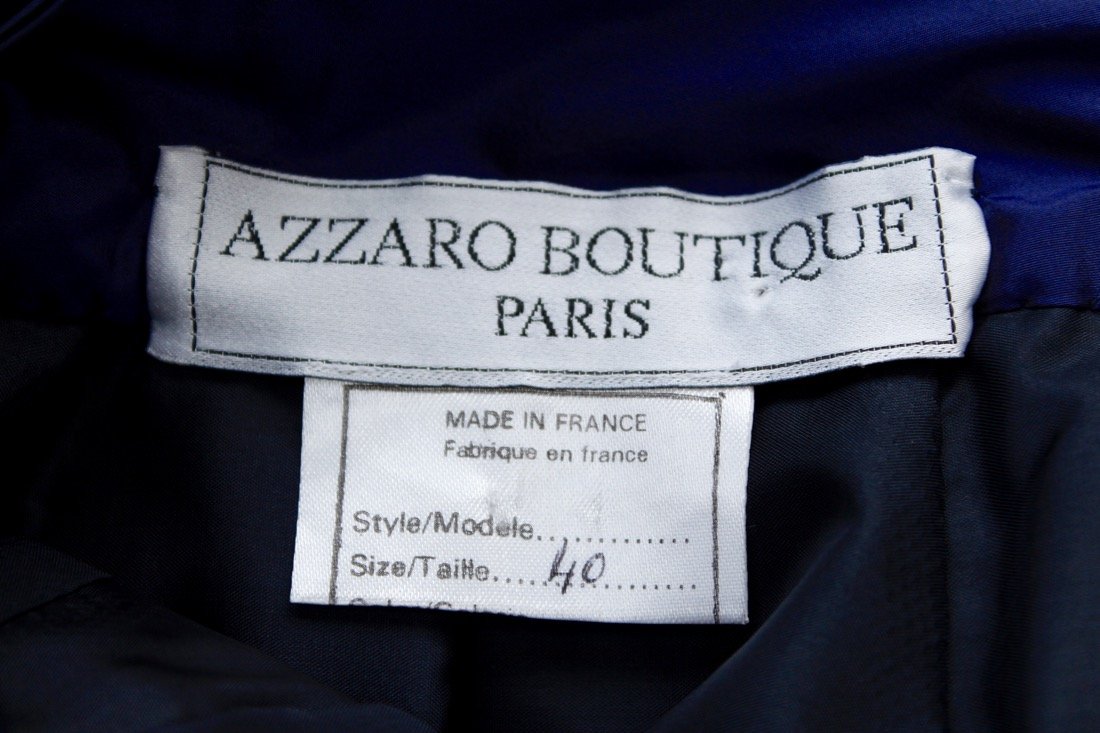 AZZARO BOUTIQUE
PARIS
MADE IN FRANCE
Fabrique en france
Style/Modele..............
Size/Taille.....40.........